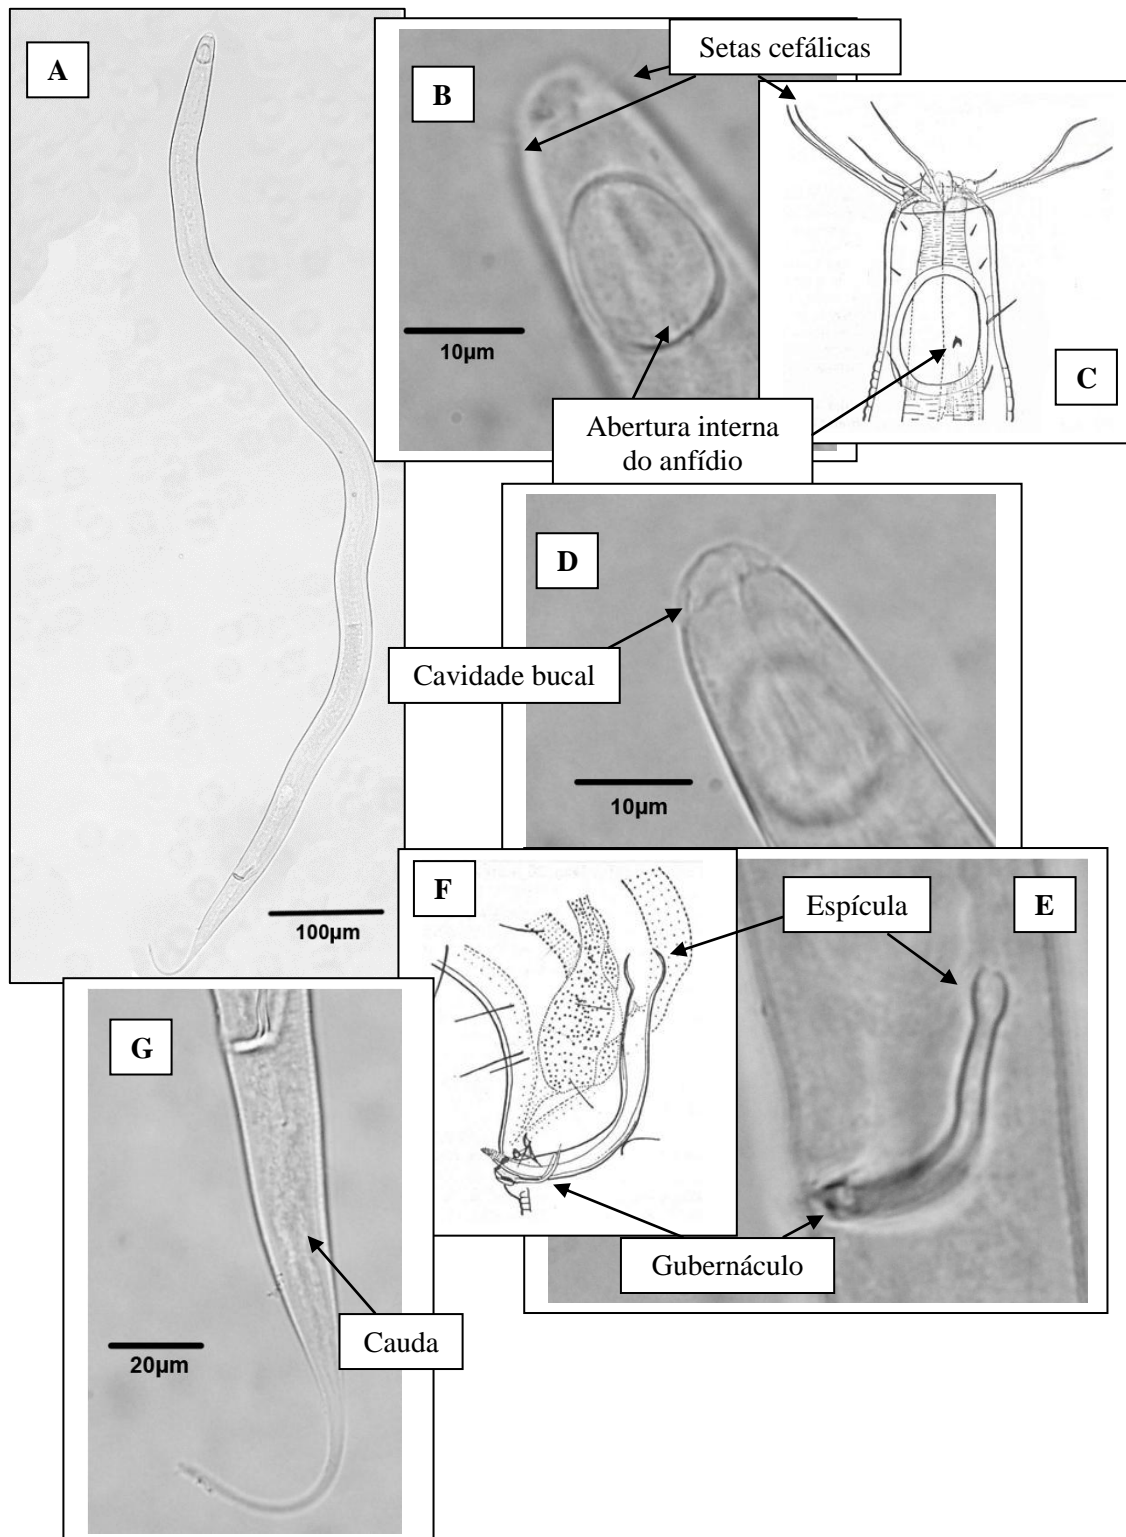 A
Setas cefálicas
B
10µm
C
Abertura interna
do anfídio
D
Cavidade bucal
10µm
F
Espícula
E
100µm
G
Gubernáculo
Cauda
20µm